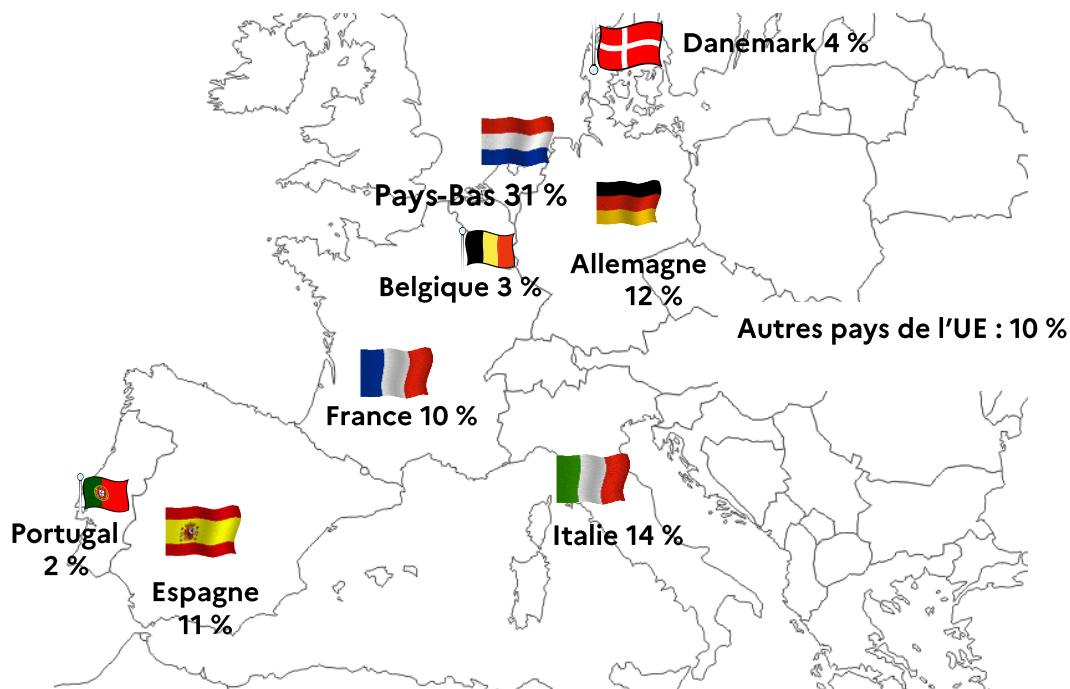 Danemark 4 %
Pays-Bas 31 %
Allemagne
12 %
Belgique 3 %
Autres pays de l’UE : 10 %
France 10 %
Italie 14 %
Portugal
2 %
Espagne
11 %